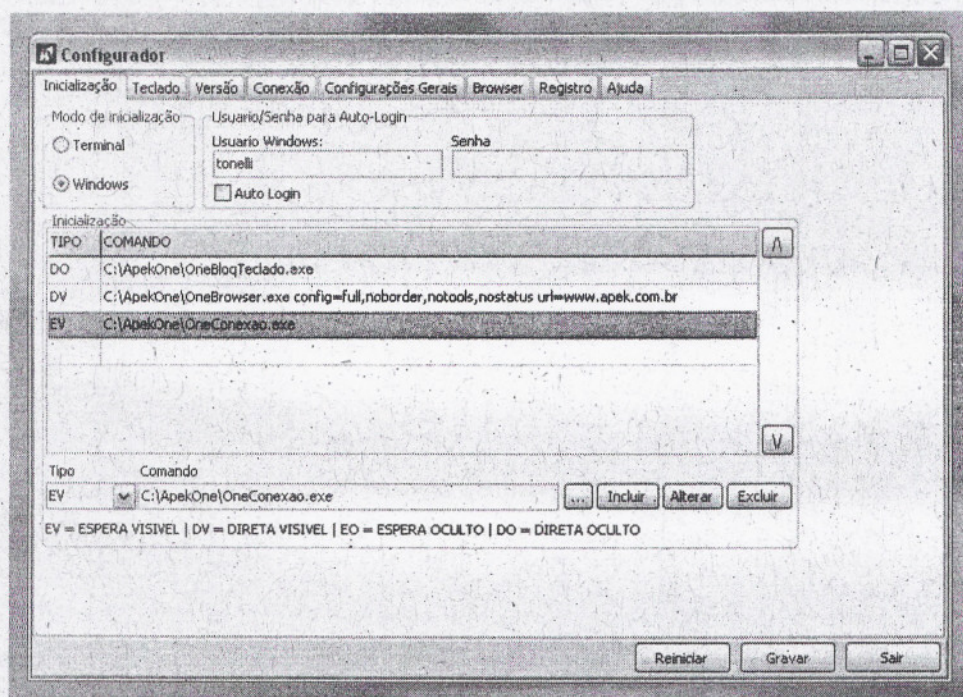 Configurador
Inicialização Teclado Versão Conexão Configurações Gerais Browser Registro Ajuda
Modo de inicialização
Terminal
Windows
Usuario/Senha para Auto-Login
Usuario Windows: Senha
tonelli
Auto Login
Inicialização
TIPO COMANDO
DO C:\ApekOne\OneBloqTeclado.exe
DV C:\ApekOne\OneBrowser.exe config=full,noborder,notools,nostatus url=www.apek.com.br
EV C:\ApekOne\OneConexao.exe
/\
\/
Tipo Comando
EV C:\ApekOne\OneConexao.exe ... Incluir Alterar Excluir
EV = ESPERA VISIVEL | DV = DIRETA VISIVEL | EO = ESPERA OCULTO | DO = DIRETA OCULTO
Reiniciar Gravar Sair